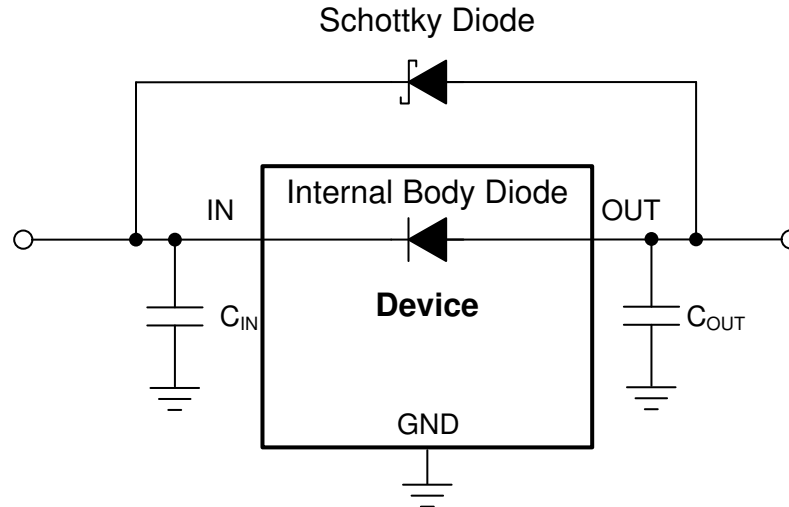 Schottky Diode
Internal Body Diode
IN
OUT
Device
C_IN
C_OUT
GND